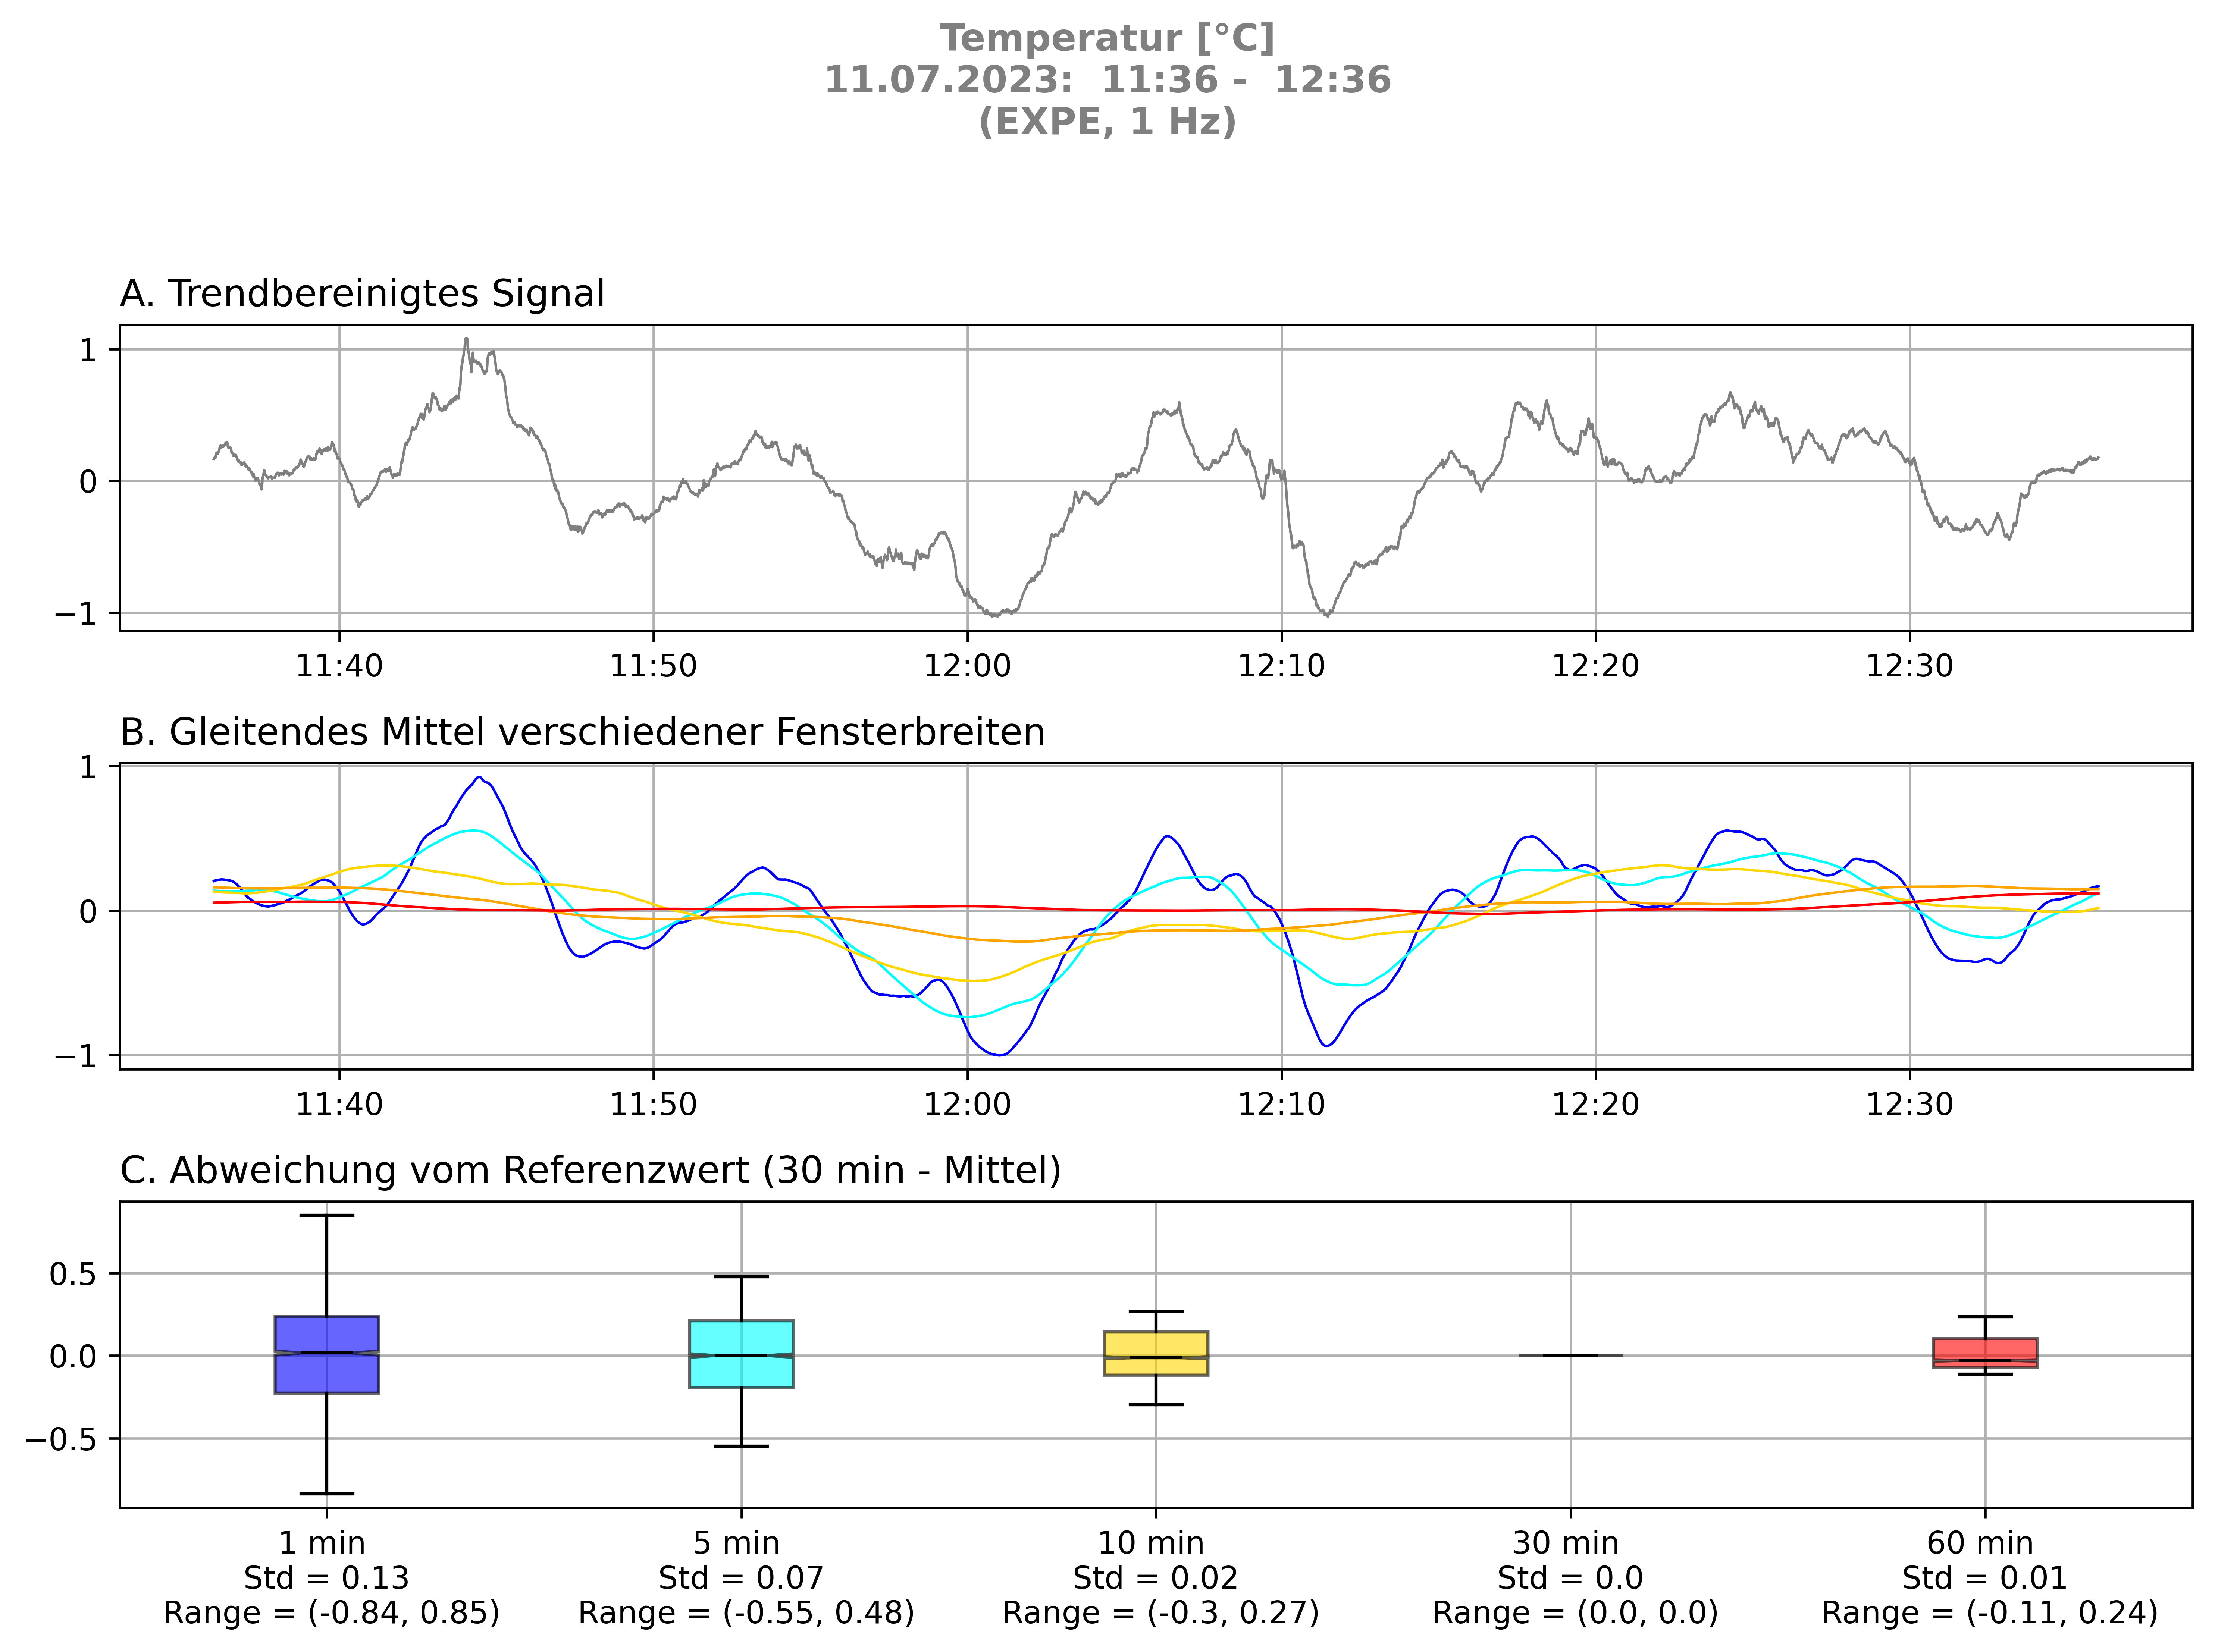 Temperatur [°C]
11.07.2023:  11:36 -  12:36
(EXPE, 1 Hz)
A. Trendbereinigtes Signal
1
0
−1
11:40 11:50 12:00 12:10 12:20 12:30
B. Gleitendes Mittel verschiedener Fensterbreiten
1
0
−1
11:40 11:50 12:00 12:10 12:20 12:30
C. Abweichung vom Referenzwert (30 min - Mittel)
0.5
0.0
−0.5
1 min 5 min 10 min 30 min 60 min
Std = 0.13 Std = 0.07 Std = 0.02 Std = 0.0 Std = 0.01
Range = (-0.84, 0.85) Range = (-0.55, 0.48) Range = (-0.3, 0.27) Range = (0.0, 0.0) Range = (-0.11, 0.24)